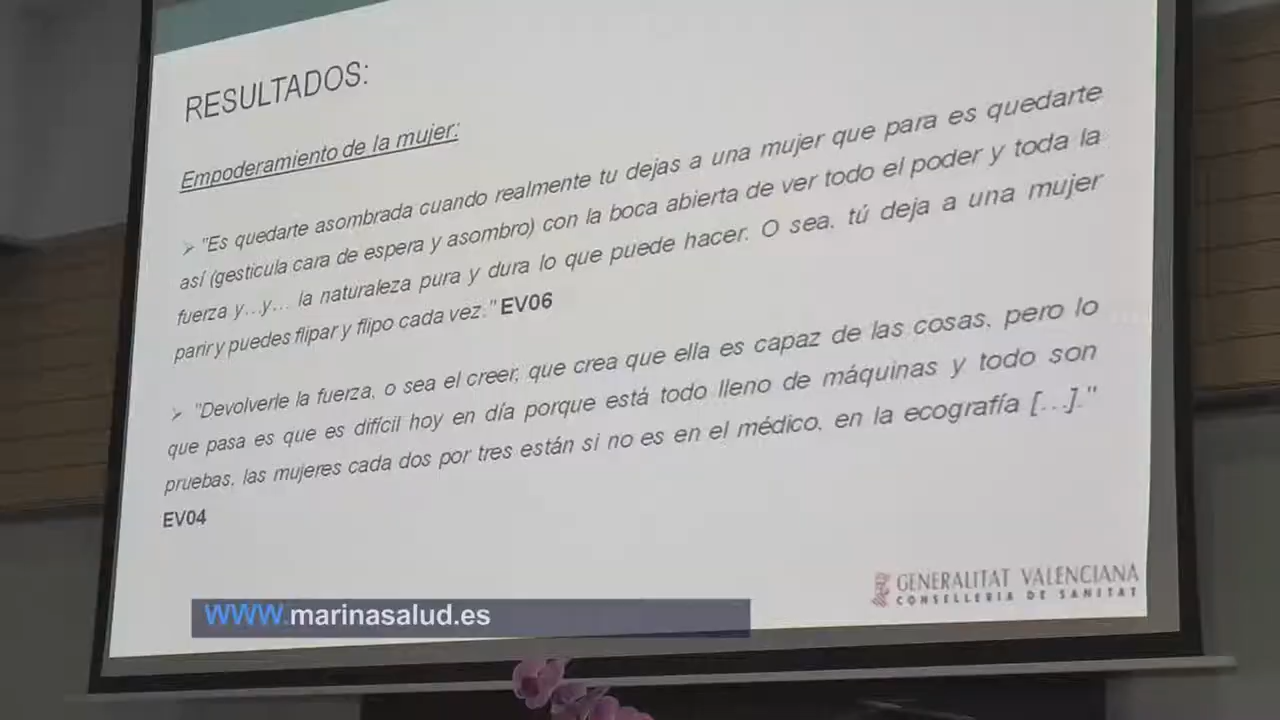 RESULTADOS:
Empoderamiento de la mujer:
➢ "Es quedarte asombrada cuando realmente tu dejas a una mujer que para es quedarte
así (gesticula cara de espera y asombro) con la boca abierta de ver todo el poder y toda la
fuerza y...y... la naturaleza pura y dura lo que puede hacer. O sea, tú deja a una mujer
parir y puedes flipar y flipo cada vez." EV06
➢ "Devolverle la fuerza, o sea el creer, que crea que ella es capaz de las cosas, pero lo
que pasa es que es difícil hoy en día porque está todo lleno de máquinas y todo son
pruebas, las mujeres cada dos por tres están si no es en el médico, en la ecografía [...]."
EV04
GENERALITAT VALENCIANA
CONSELLERIA DE SANITAT
www.marinasalud.es